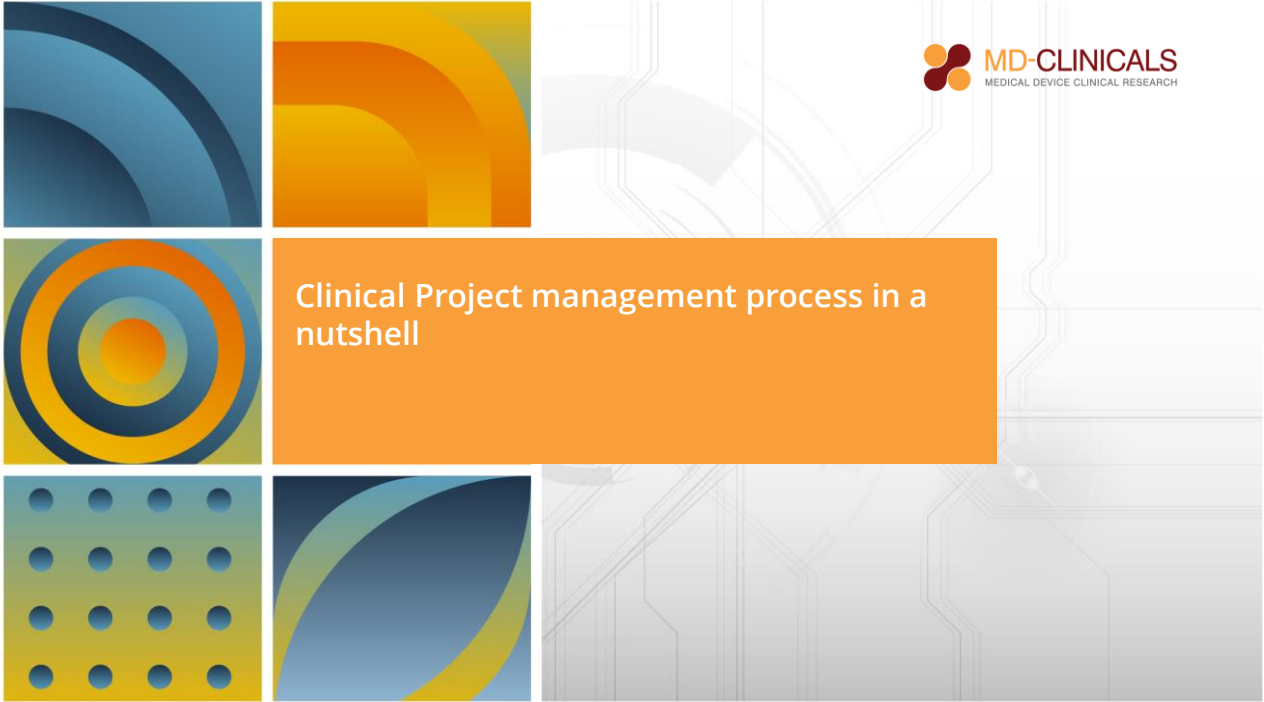 MD-CLINICALS
MEDICAL DEVICE CLINICAL RESEARCH
Clinical Project management process in a
nutshell